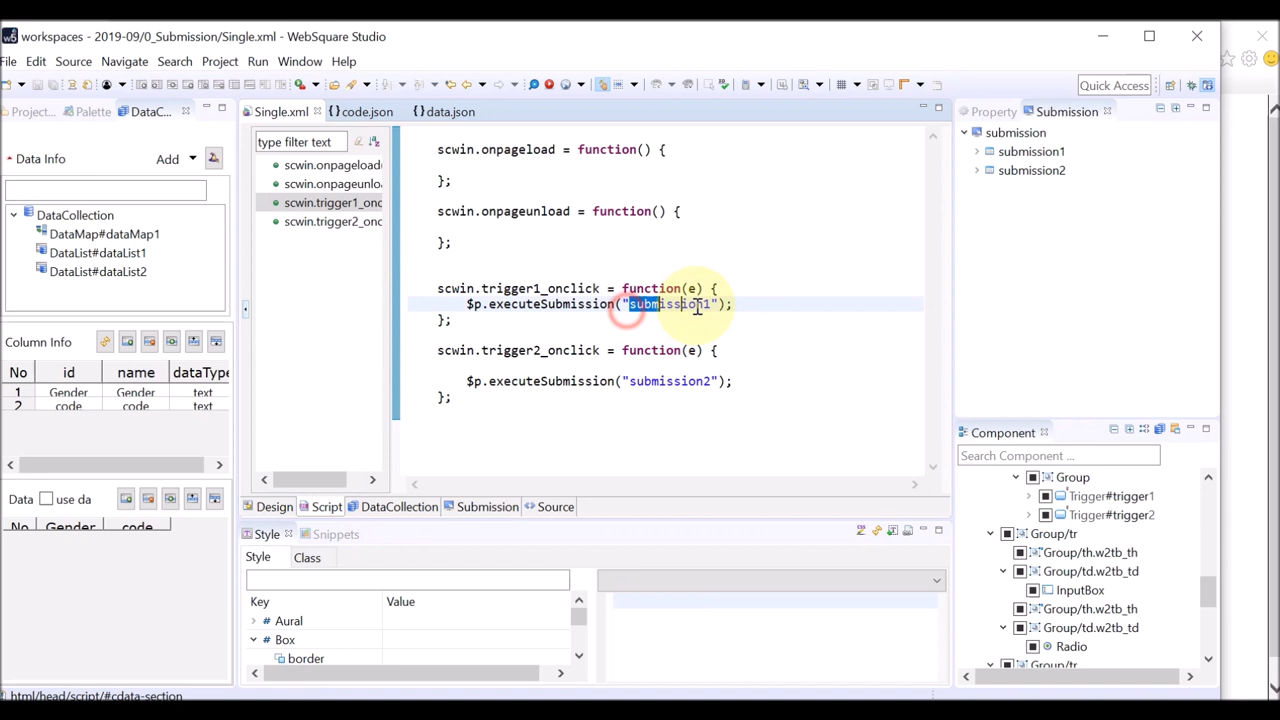 workspaces - 2019-09/0_Submission/Single.xml - WebSquare Studio
File Edit Source Navigate Search Project Run Window Help
Quick Access
Project...
Palette
DataC...
Data Info
Add
DataCollection
DataMap#dataMap1
DataList#dataList1
DataList#dataList2
Column Info
No id name dataType
1 Gender Gender text
2 code code text
Data use da
No Gender code
Single.xml
code.json
data.json
type filter text
scwin.onpageload
scwin.onpageunloa
scwin.trigger1_onc
scwin.trigger2_onc
scwin.onpageload = function() {
};
scwin.onpageunload = function() {
};
scwin.trigger1_onclick = function(e) {
$p.executeSubmission("submission1");
};
scwin.trigger2_onclick = function(e) {
$p.executeSubmission("submission2");
};
Design Script DataCollection Submission Source
Style
Snippets
Style Class
Key Value
Aural
# Box
border
Property
Submission
submission
submission1
submission2
Component
Search Component
Group
Trigger#trigger1
Trigger#trigger2
Group/tr
Group/th.w2tb_th
Group/td.w2tb_td
InputBox
Group/th.w2tb_th
Group/td.w2tb_td
Radio
Group/tr
html/head/script/#cdata-section